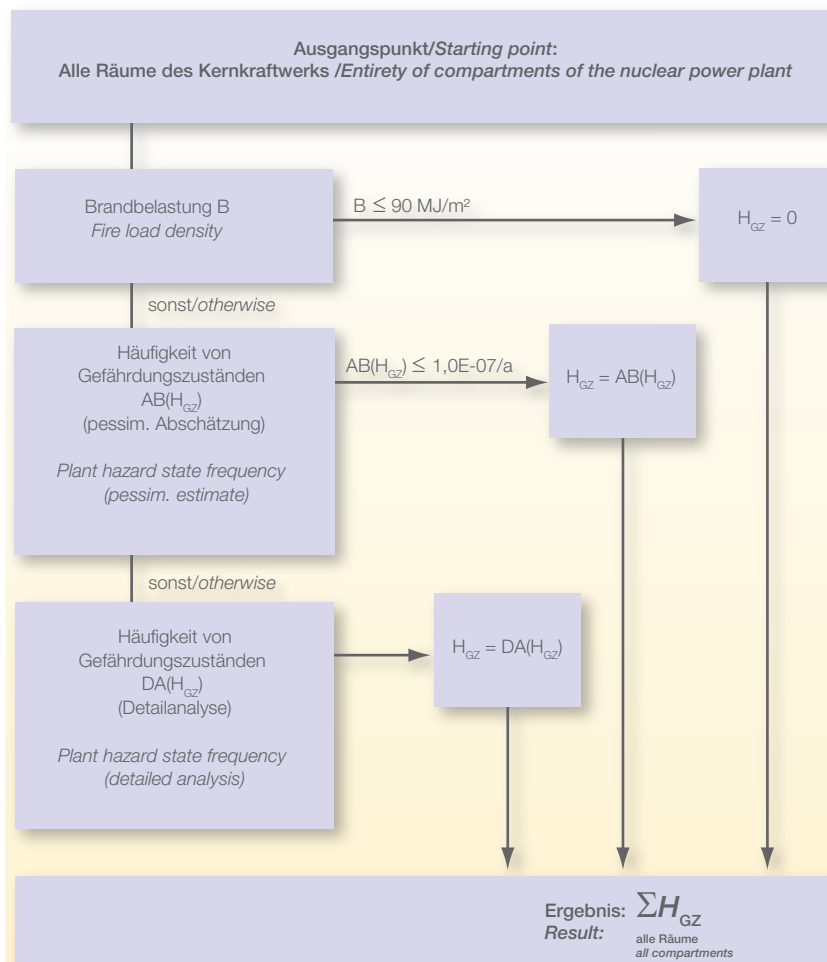 Ausgangspunkt/Starting point:
Alle Räume des Kernkraftwerks /Entirety of compartments of the nuclear power plant
Brandbelastung B
Fire load density
B ≤ 90 MJ/m²
H_GZ = 0
sonst/otherwise
Häufigkeit von
Gefährdungszuständen
AB(H_GZ)
(pessim. Abschätzung)
Plant hazard state frequency
(pessim. estimate)
AB(H_GZ) ≤ 1,0E-07/a
H_GZ = AB(H_GZ)
sonst/otherwise
Häufigkeit von
Gefährdungszuständen
DA(H_GZ)
(Detailanalyse)
Plant hazard state frequency
(detailed analysis)
H_GZ = DA(H_GZ)
Ergebnis: ΣH_GZ
Result:
alle Räume
all compartments